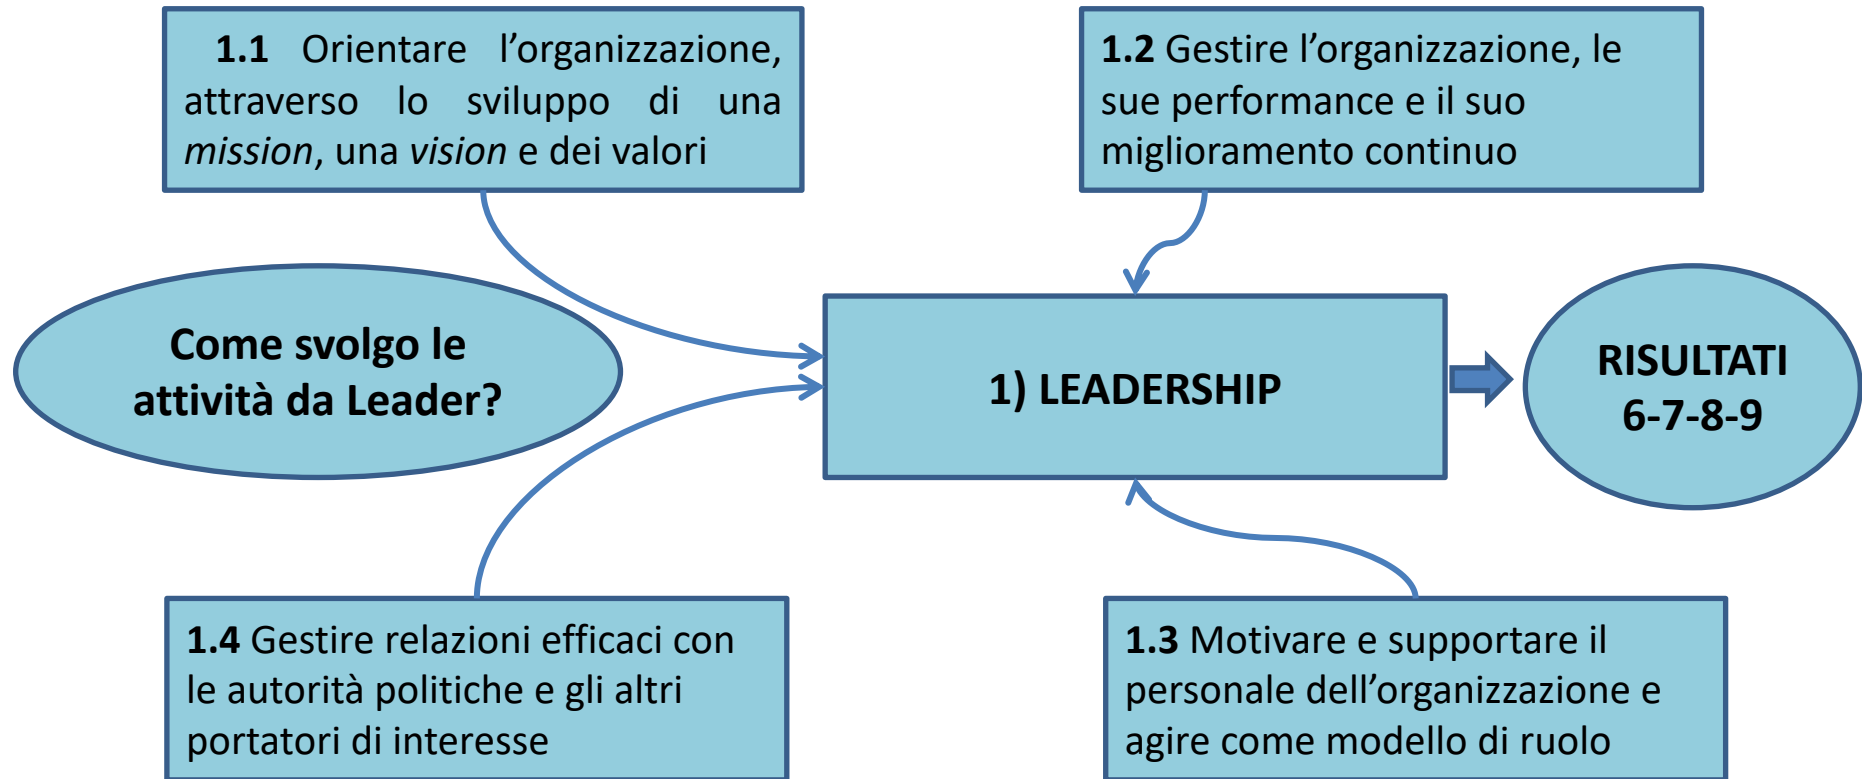 1.1 Orientare l’organizzazione,
attraverso lo sviluppo di una
mission, una vision e dei valori
1.2 Gestire l’organizzazione, le
sue performance e il suo
miglioramento continuo
Come svolgo le
attività da Leader?
1) LEADERSHIP
RISULTATI
6-7-8-9
1.4 Gestire relazioni efficaci con
le autorità politiche e gli altri
portatori di interesse
1.3 Motivare e supportare il
personale dell’organizzazione e
agire come modello di ruolo